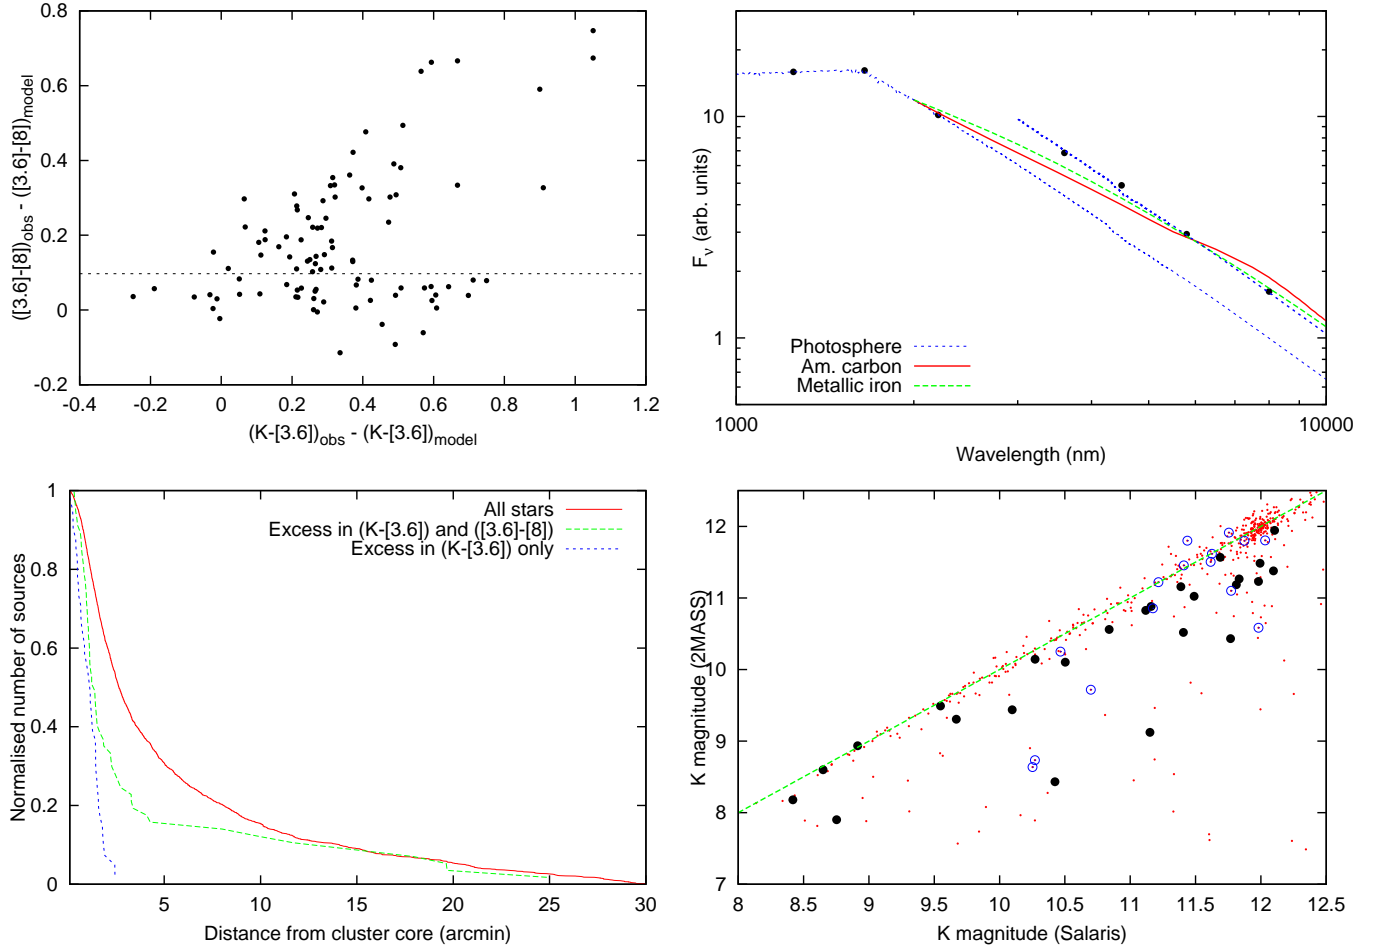 0.8
0.6
0.4
0.2
0
-0.2
([3.6]-[8])obs - ([3.6]-[8])model
-0.4 -0.2 0 0.2 0.4 0.6 0.8 1 1.2
(K-[3.6])obs - (K-[3.6])model
10
1
Fν (arb. units)
Photosphere
Am. carbon
Metallic iron
1000 10000
Wavelength (nm)
1
0.8
0.6
0.4
0.2
0
Normalised number of sources
All stars
Excess in (K-[3.6]) and ([3.6]-[8])
Excess in (K-[3.6]) only
5 10 15 20 25 30
Distance from cluster core (arcmin)
12
11
10
9
8
7
K magnitude (2MASS)
8 8.5 9 9.5 10 10.5 11 11.5 12 12.5
K magnitude (Salaris)